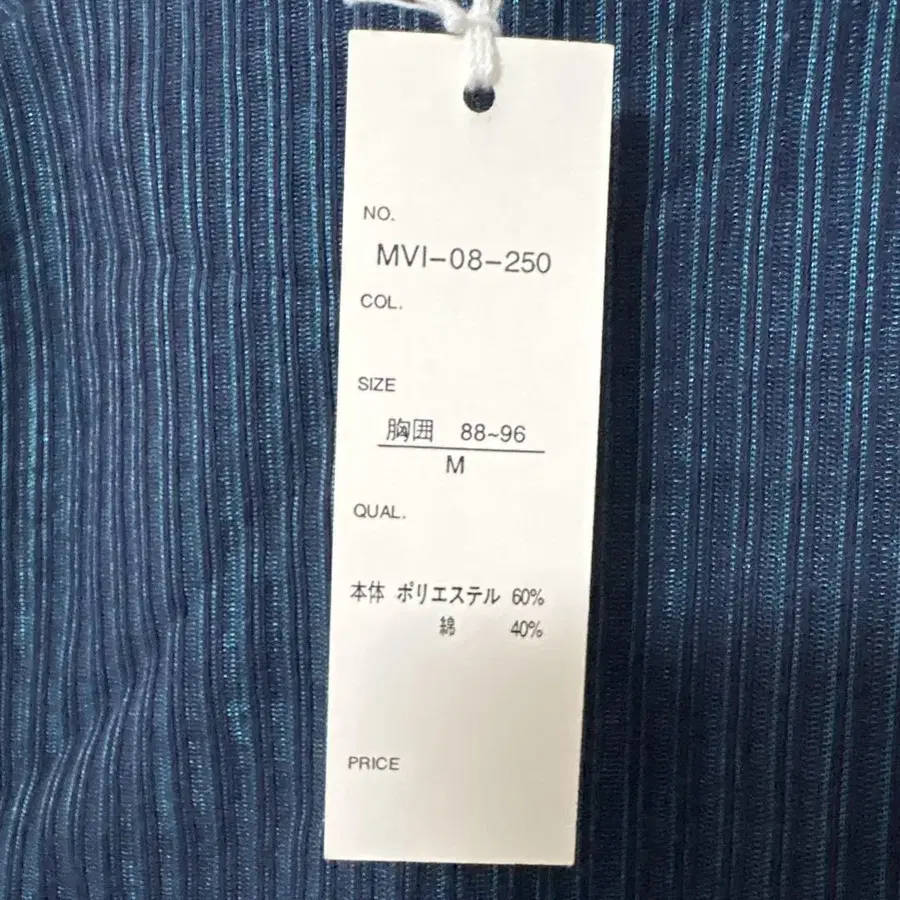 NO.
MVI-08-250
COL.
SIZE
胸囲 88~96
M
QUAL.
本体 ポリエステル 60%
綿 40%
PRICE